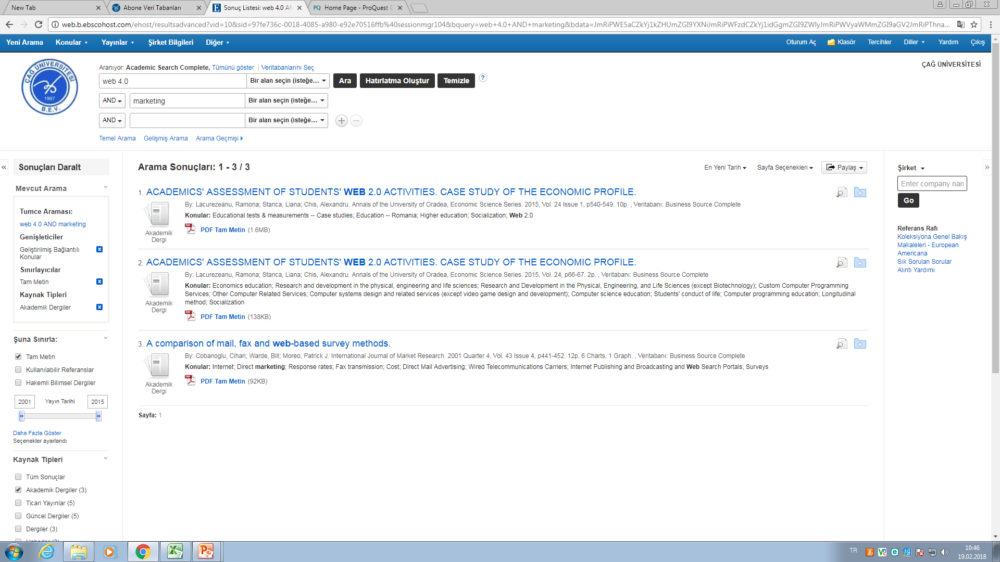 New Tab
Abone Veri Tabanları
Sonuç Listesi: web 4.0 AN
Home Page - ProQuest D
web.b.ebscohost.com/ehost/resultsadvanced?vid=10&sid=97fe736c-0018-4085-a980-e92e70516ffb%40sessionmgr104&bquery=web+4.0+AND+marketing&bdata=JmRiPWE5aCZkYj1kZHUmZGI9YXNiJmRiPWFzdCZkYj1idGgmZGI9ZWlyJmRiPWVyaWMmZGI9aGV2JmRiPThna...
Yeni Arama Konular Yayınlar Şirket Bilgileri Diğer
Oturum Aç Klasör Tercihler Diller Yardım Çıkış
ÇAĞ ÜNİVERSİTESİ
1997
B.E.V.
Aranıyor: Academic Search Complete, Tümünü göster Veritabanlarını Seç
ÇAĞ ÜNİVERSİTESİ
web 4.0 Bir alan seçin (isteğe... Ara Hatırlatma Oluştur Temizle ?
AND marketing Bir alan seçin (isteğe...
AND Bir alan seçin (isteğe...
Temel Arama Gelişmiş Arama Arama Geçmişi
« Sonuçları Daralt
Mevcut Arama
Tumce Araması:
web 4.0 AND marketing
Genişleticiler
Geliştirilmiş Bağlantılı
Konular
Sınırlayıcılar
Tam Metin
Kaynak Tipleri
Akademik Dergiler
Şuna Sınırla:
Tam Metin
Kullanılabilir Referanslar
Hakemli Bilimsel Dergiler
2001 Yayın Tarihi 2015
Daha Fazla Göster
Seçenekler ayarlandı
Kaynak Tipleri
Tüm Sonuçlar
Akademik Dergiler (3)
Ticari Yayınlar (5)
Güncel Dergiler (5)
Dergiler (3)
Arama Sonuçları: 1 - 3 / 3
En Yeni Tarih Sayfa Seçenekleri Paylaş
1. ACADEMICS' ASSESSMENT OF STUDENTS' WEB 2.0 ACTIVITIES. CASE STUDY OF THE ECONOMIC PROFILE.
By: Lacurezeanu, Ramona; Stanca, Liana; Chis, Alexandru. Annals of the University of Oradea, Economic Science Series. 2015, Vol. 24 Issue 1, p540-549. 10p. , Veritabanı: Business Source Complete
Konular: Educational tests & measurements -- Case studies; Education -- Romania; Higher education; Socialization; Web 2.0
PDF Tam Metin (1.6MB)
Akademik
Dergi
2. ACADEMICS' ASSESSMENT OF STUDENTS' WEB 2.0 ACTIVITIES. CASE STUDY OF THE ECONOMIC PROFILE.
By: Lacurezeanu, Ramona; Stanca, Liana; Chis, Alexandru. Annals of the University of Oradea, Economic Science Series. 2015, Vol. 24, p66-67. 2p. , Veritabanı: Business Source Complete
Konular: Economics education; Research and development in the physical, engineering and life sciences; Research and Development in the Physical, Engineering, and Life Sciences (except Biotechnology); Custom Computer Programming
Services; Other Computer Related Services; Computer systems design and related services (except video game design and development); Computer science education; Students' conduct of life; Computer programming education; Longitudinal
method; Socialization
PDF Tam Metin (138KB)
Akademik
Dergi
3. A comparison of mail, fax and web-based survey methods.
By: Cobanoglu, Cihan; Warde, Bill; Moreo, Patrick J. International Journal of Market Research. 2001 Quarter 4, Vol. 43 Issue 4, p441-452. 12p. 6 Charts, 1 Graph. , Veritabanı: Business Source Complete
Konular: Internet; Direct marketing; Response rates; Fax transmission; Cost; Direct Mail Advertising; Wired Telecommunications Carriers; Internet Publishing and Broadcasting and Web Search Portals; Surveys
PDF Tam Metin (92KB)
Akademik
Dergi
Sayfa: 1
Şirket »
Enter company nan
Go
Referans Rafı
Koleksiyona Genel Bakış
Makaleleri - European
Americana
Sık Sorulan Sorular
Alıntı Yardımı
TR
10:46
19.02.2018